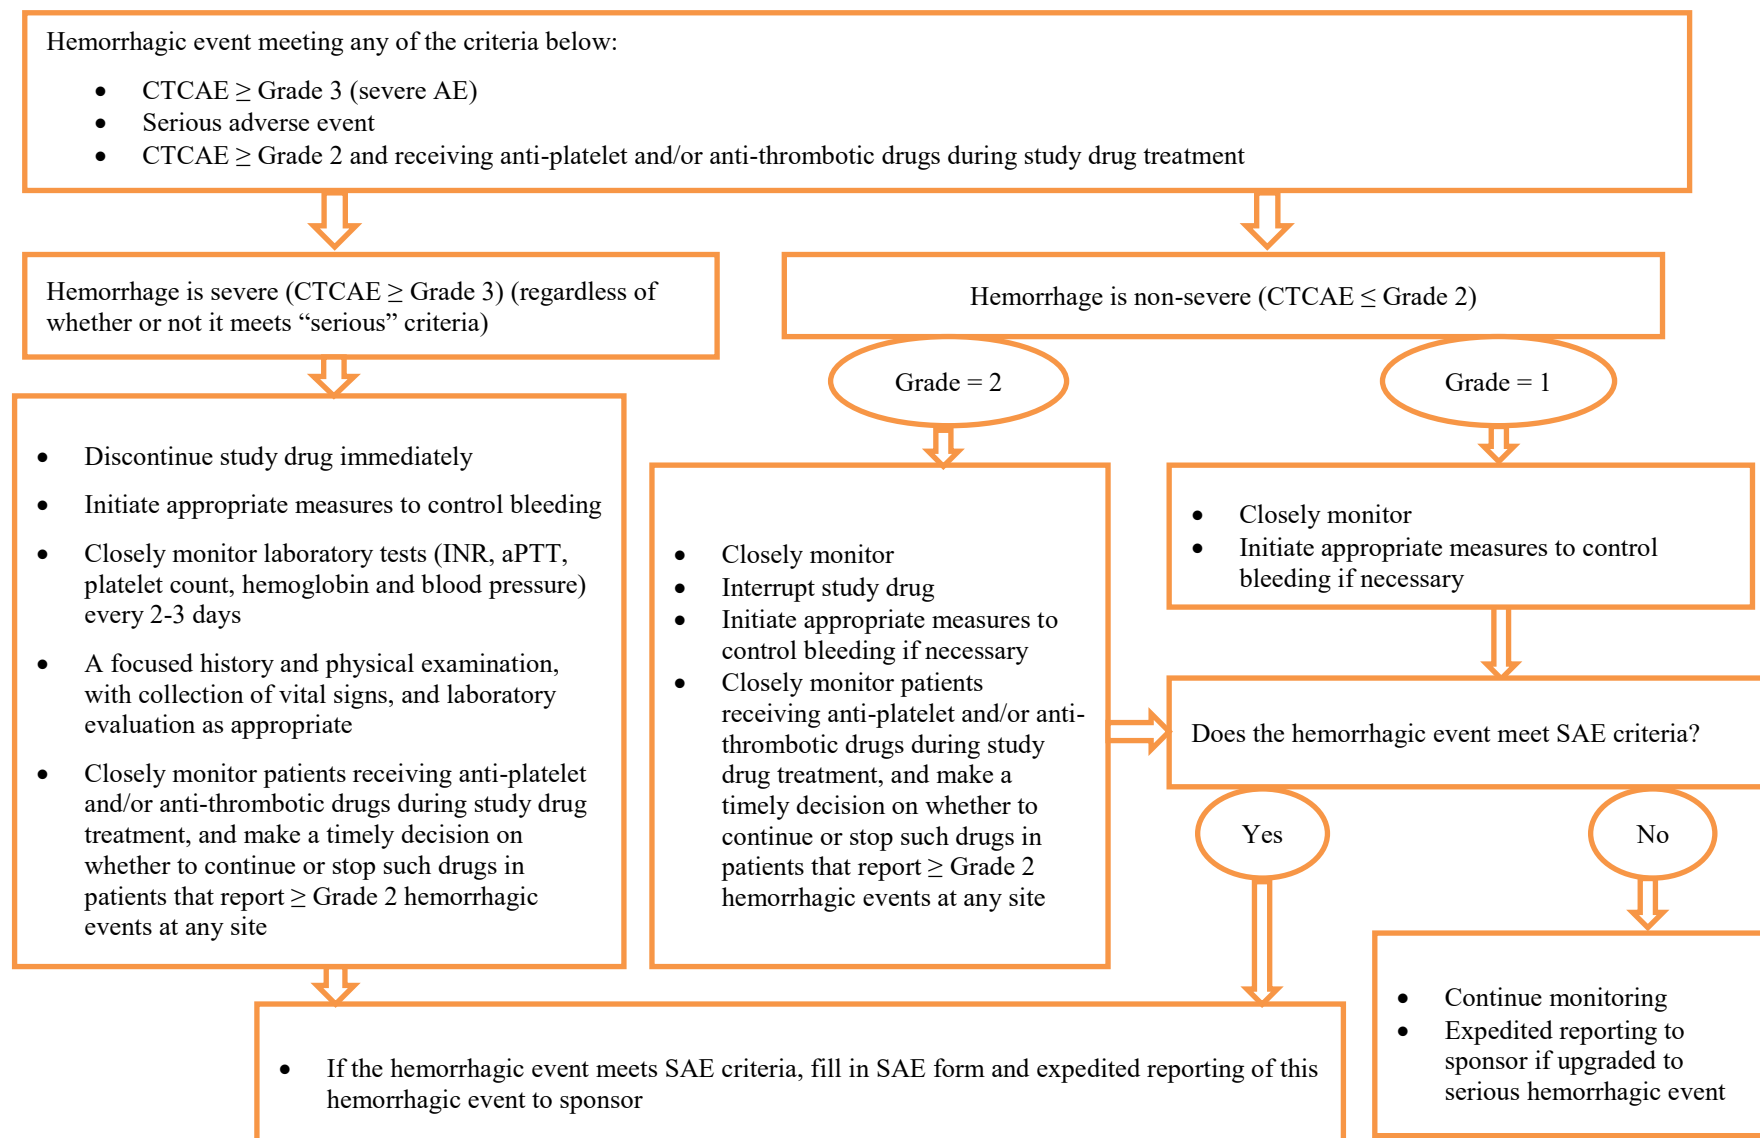 Hemorrhagic event meeting any of the criteria below:
• CTCAE ≥ Grade 3 (severe AE)
• Serious adverse event
• CTCAE ≥ Grade 2 and receiving anti-platelet and/or anti-thrombotic drugs during study drug treatment
Hemorrhage is severe (CTCAE ≥ Grade 3) (regardless of
whether or not it meets “serious” criteria)
Hemorrhage is non-severe (CTCAE ≤ Grade 2)
Grade = 2
Grade = 1
• Discontinue study drug immediately
• Initiate appropriate measures to control bleeding
• Closely monitor laboratory tests (INR, aPTT,
platelet count, hemoglobin and blood pressure)
every 2-3 days
• A focused history and physical examination,
with collection of vital signs, and laboratory
evaluation as appropriate
• Closely monitor patients receiving anti-platelet
and/or anti-thrombotic drugs during study drug
treatment, and make a timely decision on
whether to continue or stop such drugs in
patients that report ≥ Grade 2 hemorrhagic
events at any site
• Closely monitor
• Interrupt study drug
• Initiate appropriate measures to
control bleeding if necessary
• Closely monitor patients
receiving anti-platelet and/or anti-
thrombotic drugs during study
drug treatment, and make a
timely decision on whether to
continue or stop such drugs in
patients that report ≥ Grade 2
hemorrhagic events at any site
• Closely monitor
• Initiate appropriate measures to control
bleeding if necessary
Does the hemorrhagic event meet SAE criteria?
Yes
No
• If the hemorrhagic event meets SAE criteria, fill in SAE form and expedited reporting of this
hemorrhagic event to sponsor
• Continue monitoring
• Expedited reporting to
sponsor if upgraded to
serious hemorrhagic event